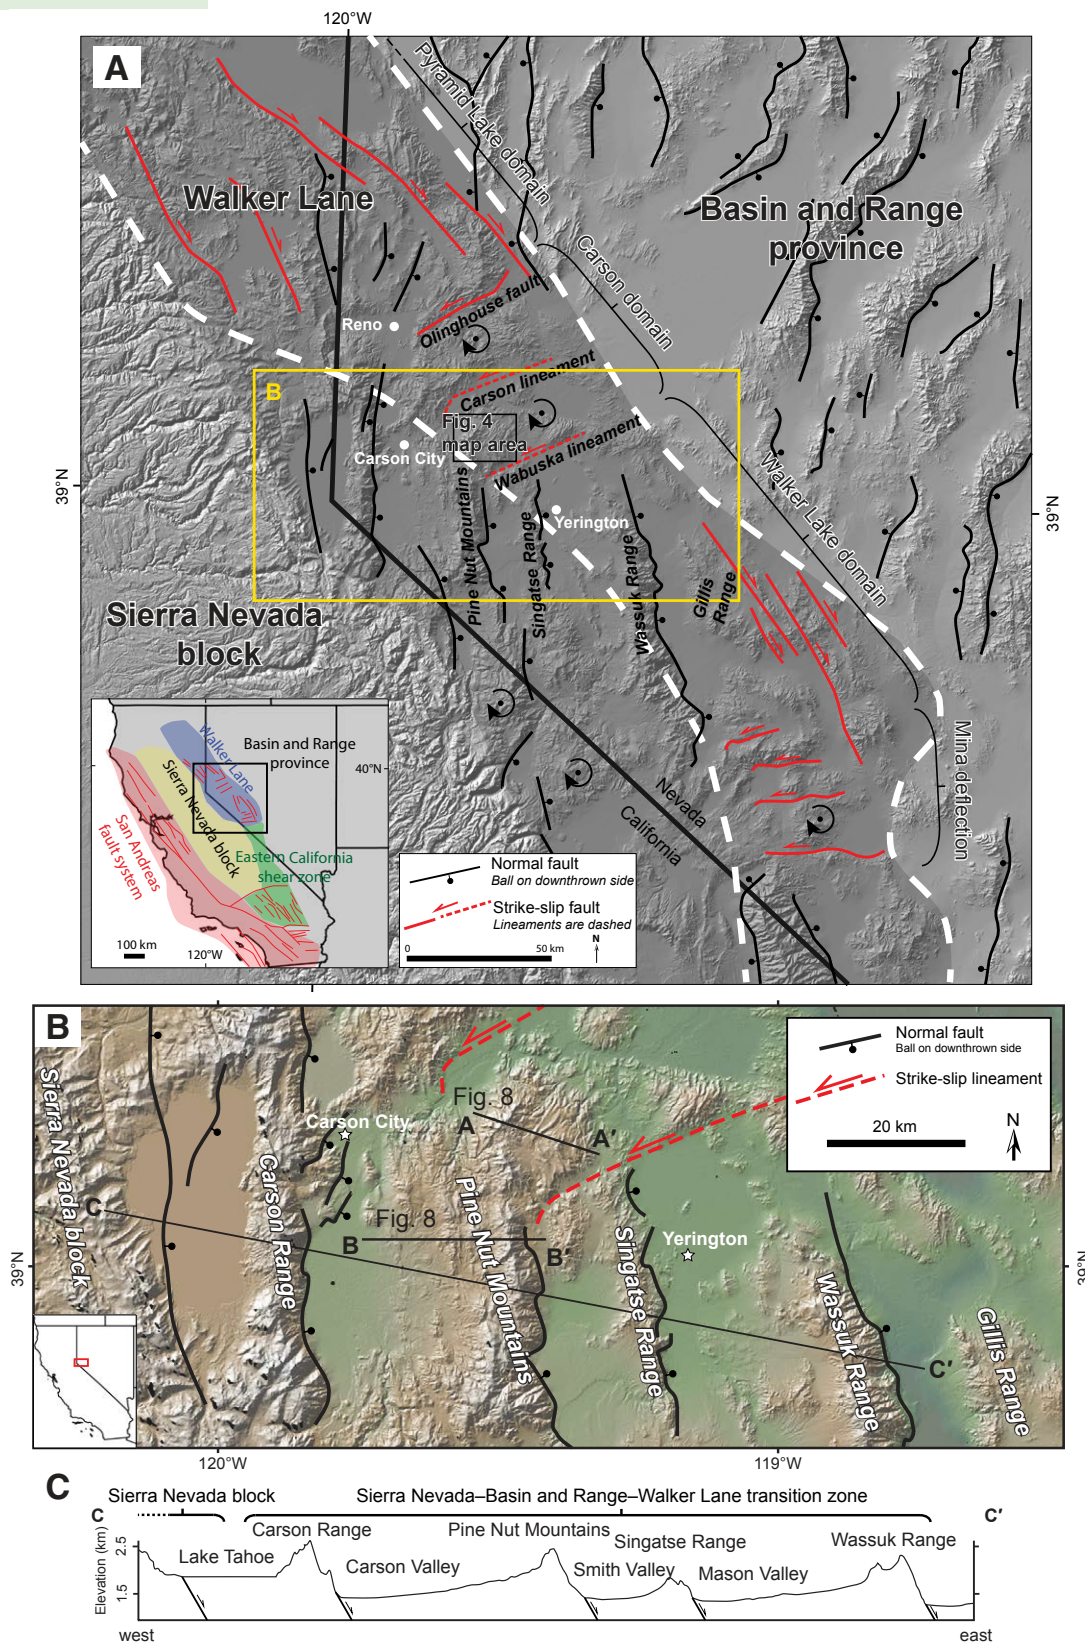 120°W
A
Pyramid Lake domain
Walker Lane
Basin and Range
province
Carson domain
Olinghouse fault
Reno
Carson lineament
B
Fig. 4
map area
Carson City
Wabuska lineament
Walker Lake domain
39°N
39°N
Pine Nut Mountains
Singatse Range
Yerington
Wassuk Range
Gillis
Range
Sierra Nevada
block
Mina deflection
Nevada
California
Walker Lane
Basin and Range
province
40°N
Sierra Nevada block
San Andreas
fault system
Eastern California
shear zone
100 km
120°W
Normal fault
Ball on downthrown side
Strike-slip fault
Lineaments are dashed
0
50 km
N
B
Normal fault
Ball on downthrown side
Strike-slip lineament
20 km
N
Sierra Nevada block
Fig. 8
A
A′
Carson City
Carson Range
C
Fig. 8
B
B′
Pine Nut Mountains
Singatse Range
Yerington
Wassuk Range
C′
Gillis Range
39°N
39°N
120°W
119°W
C
Sierra Nevada block
Sierra Nevada–Basin and Range–Walker Lane transition zone
C
C′
Carson Range
Pine Nut Mountains
Singatse Range
Wassuk Range
Lake Tahoe
Carson Valley
Smith Valley
Mason Valley
Elevation (km)
2.5
1.5
west
east